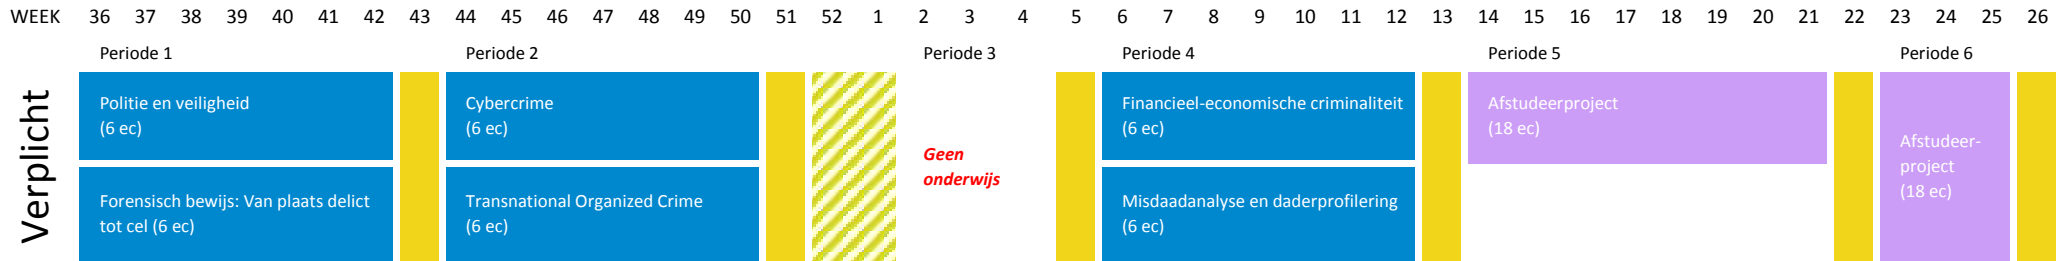 WEEK 36 37 38 39 40 41 42 43 44 45 46 47 48 49 50 51 52 1 2 3 4 5 6 7 8 9 10 11 12 13 14 15 16 17 18 19 20 21 22 23 24 25 26
Periode 1 Periode 2 Periode 3 Periode 4 Periode 5 Periode 6
Verplicht
Politie en veiligheid
(6 ec)
Forensisch bewijs: Van plaats delict
tot cel (6 ec)
Cybercrime
(6 ec)
Transnational Organized Crime
(6 ec)
Geen
onderwijs
Financieel-economische criminaliteit
(6 ec)
Misdaadanalyse en daderprofilering
(6 ec)
Afstudeerproject
(18 ec)
Afstudeer-
project
(18 ec)